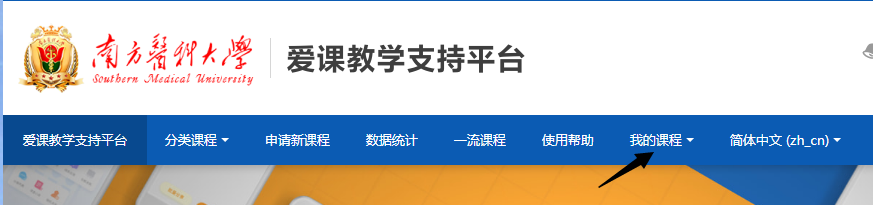 南方醫科大學
Southern Medical University
爱课教学支持平台
爱课教学支持平台 分类课程 申请新课程 数据统计 一流课程 使用帮助 我的课程 简体中文 (zh_cn)